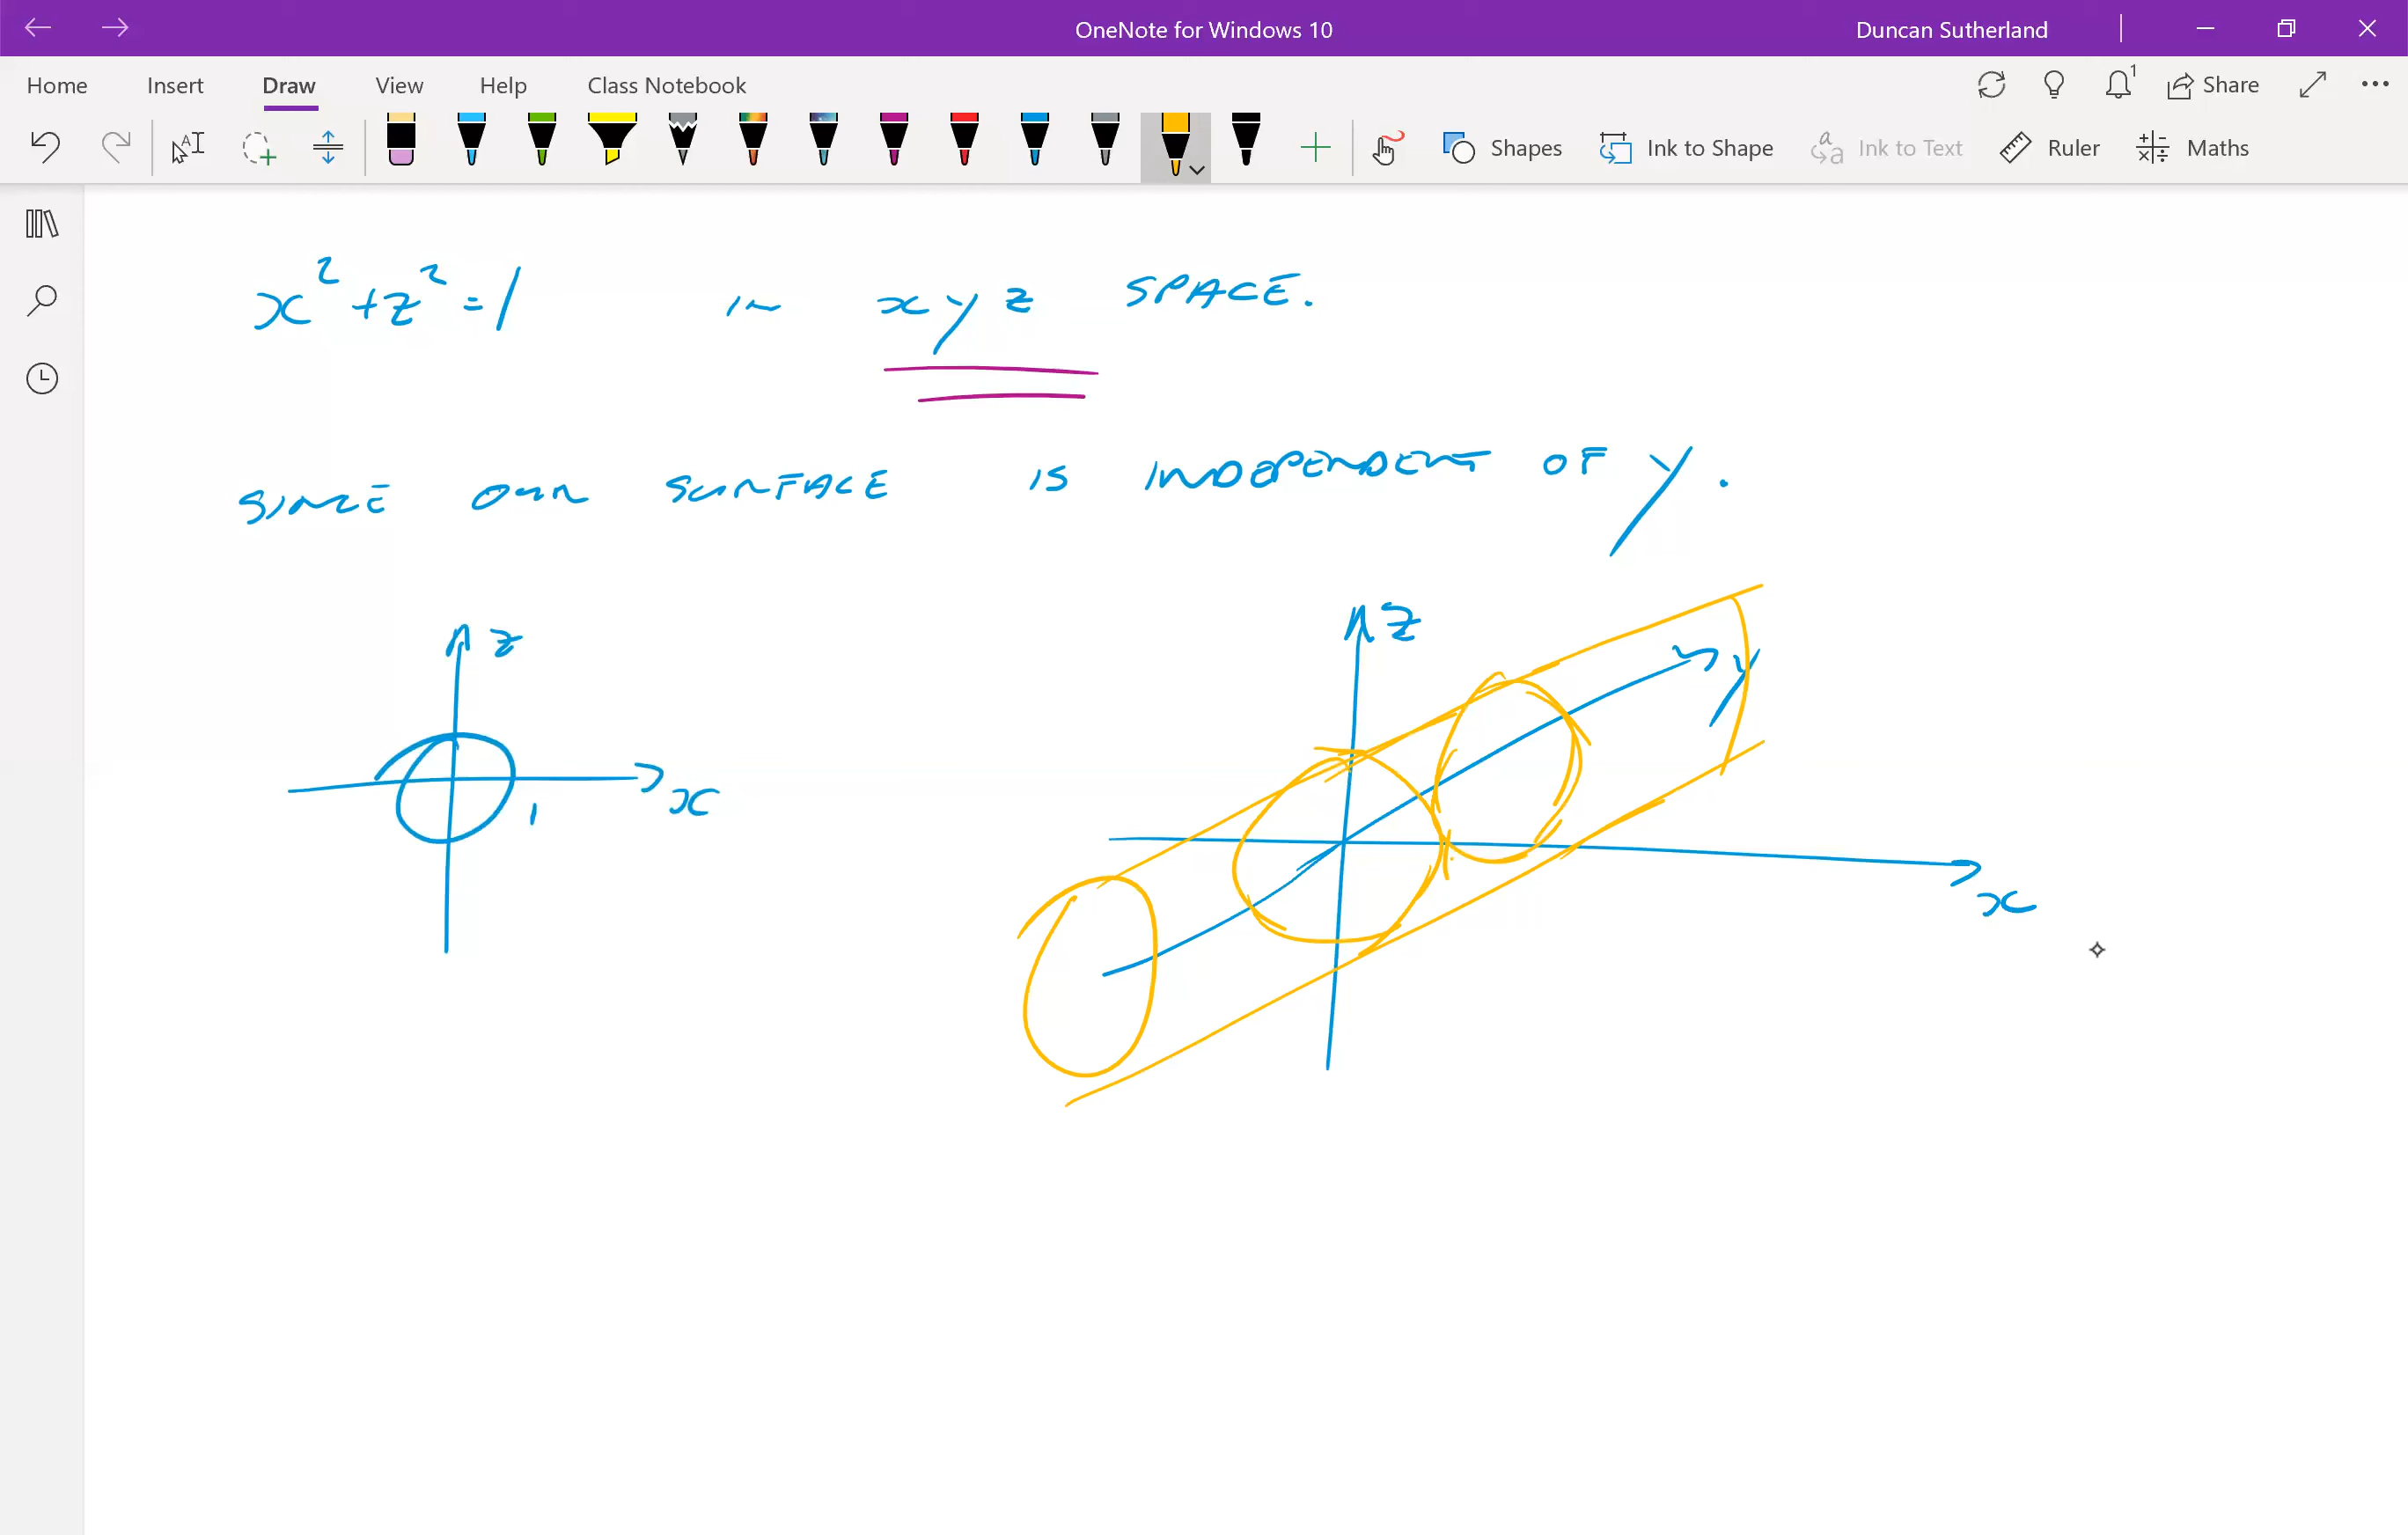 OneNote for Windows 10
Duncan Sutherland
Home Insert Draw View Help Class Notebook
1 Share
Shapes Ink to Shape Ink to Text Ruler Maths
x² + z² = 1 IN x y z SPACE.
SINCE OUR SURFACE IS INDEPENDENT OF y.
z
x
1
z
y
x